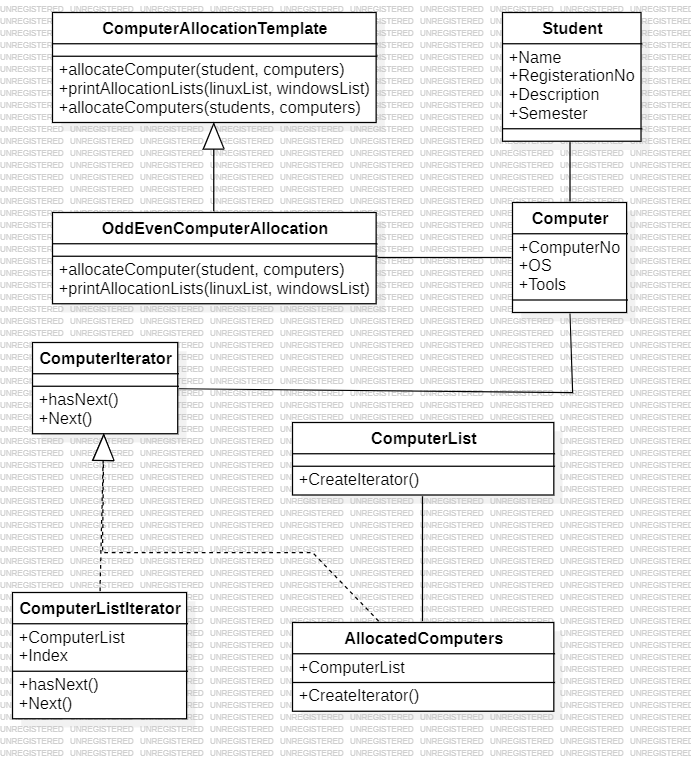 ComputerAllocationTemplate
+allocateComputer(student, computers)
+printAllocationLists(linuxList, windowsList)
+allocateComputers(students, computers)
Student
+Name
+RegisterationNo
+Description
+Semester
OddEvenComputerAllocation
+allocateComputer(student, computers)
+printAllocationLists(linuxList, windowsList)
Computer
+ComputerNo
+OS
+Tools
ComputerIterator
+hasNext()
+Next()
ComputerList
+CreateIterator()
ComputerListIterator
+ComputerList
+Index
+hasNext()
+Next()
AllocatedComputers
+ComputerList
+CreateIterator()
UNREGISTERED